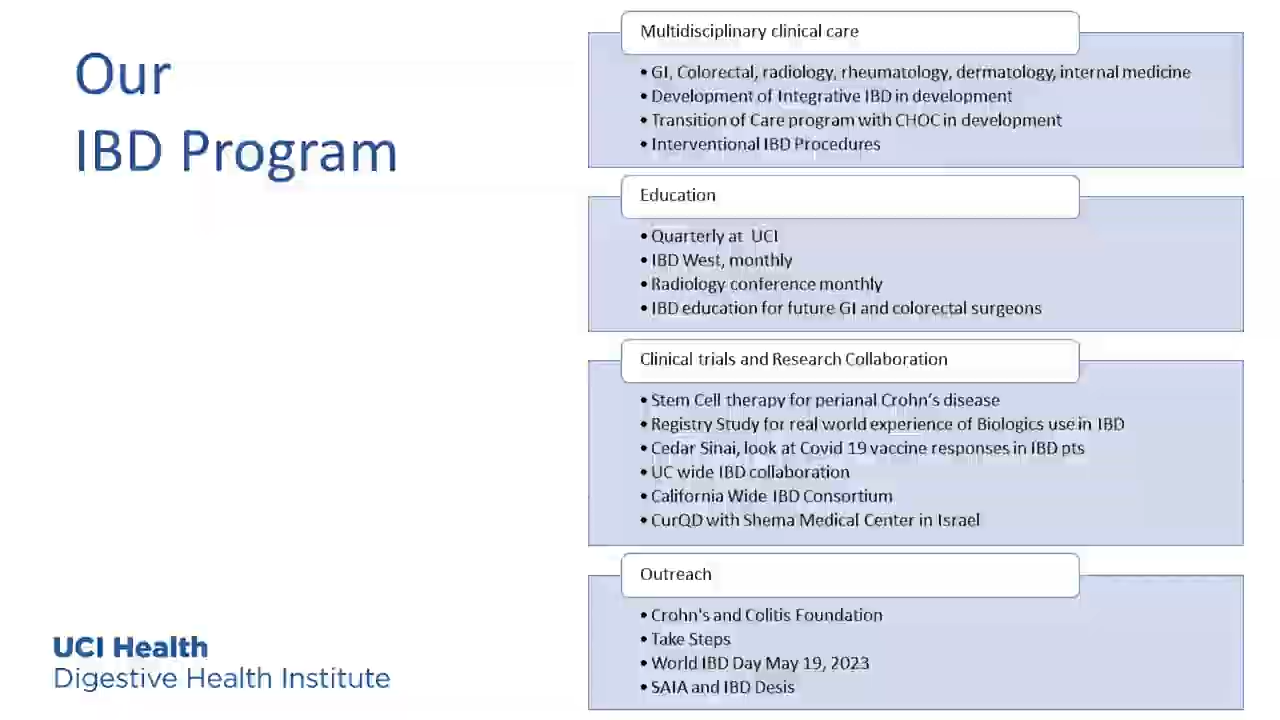 Our
IBD Program
Multidisciplinary clinical care
• GI, Colorectal, radiology, rheumatology, dermatology, internal medicine
• Development of Integrative IBD in development
• Transition of Care program with CHOC in development
• Interventional IBD Procedures
Education
• Quarterly at UCI
• IBD West, monthly
• Radiology conference monthly
• IBD education for future GI and colorectal surgeons
Clinical trials and Research Collaboration
• Stem Cell therapy for perianal Crohn's disease
• Registry Study for real world experience of Biologics use in IBD
• Cedar Sinai, look at Covid 19 vaccine responses in IBD pts
• UC wide IBD collaboration
• California Wide IBD Consortium
• CurQD with Shema Medical Center in Israel
Outreach
• Crohn's and Colitis Foundation
• Take Steps
• World IBD Day May 19, 2023
• SAIA and IBD Desis
UCI Health
Digestive Health Institute